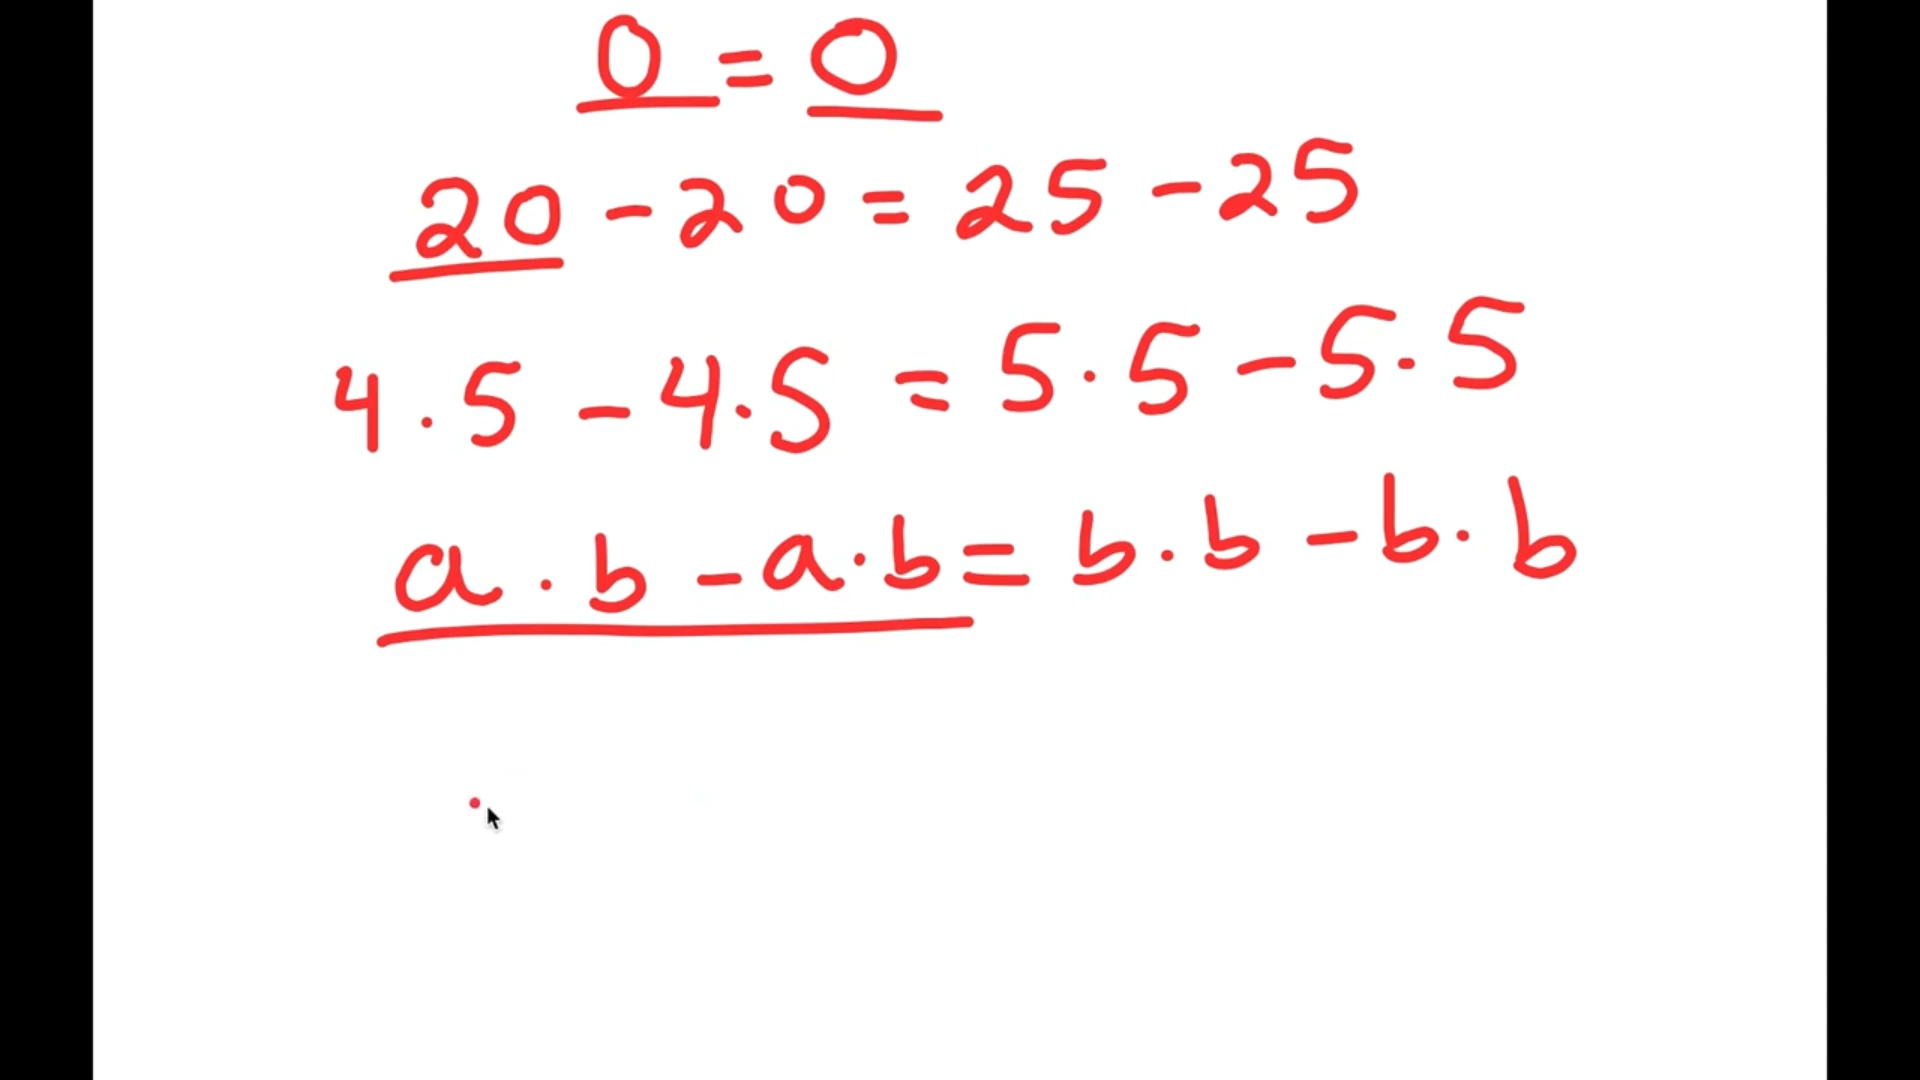 0 = 0
20 - 20 = 25 - 25
4 · 5 - 4 · 5 = 5 · 5 - 5 · 5
a · b - a · b = b · b - b · b